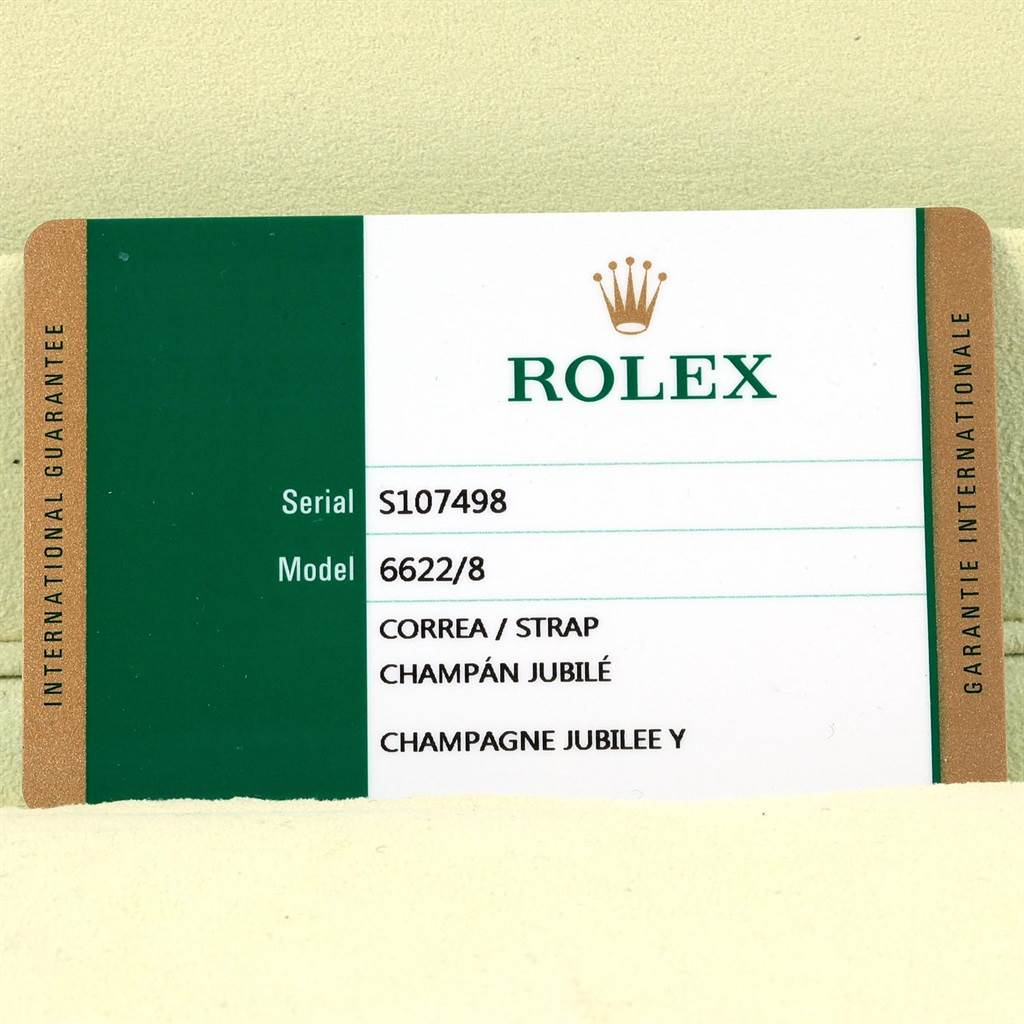 INTERNATIONAL GUARANTEE
ROLEX
Serial S107498
Model 6622/8
CORREA / STRAP
CHAMPÁN JUBILÉ
CHAMPAGNE JUBILEE Y
GARANTIE INTERNATIONALE